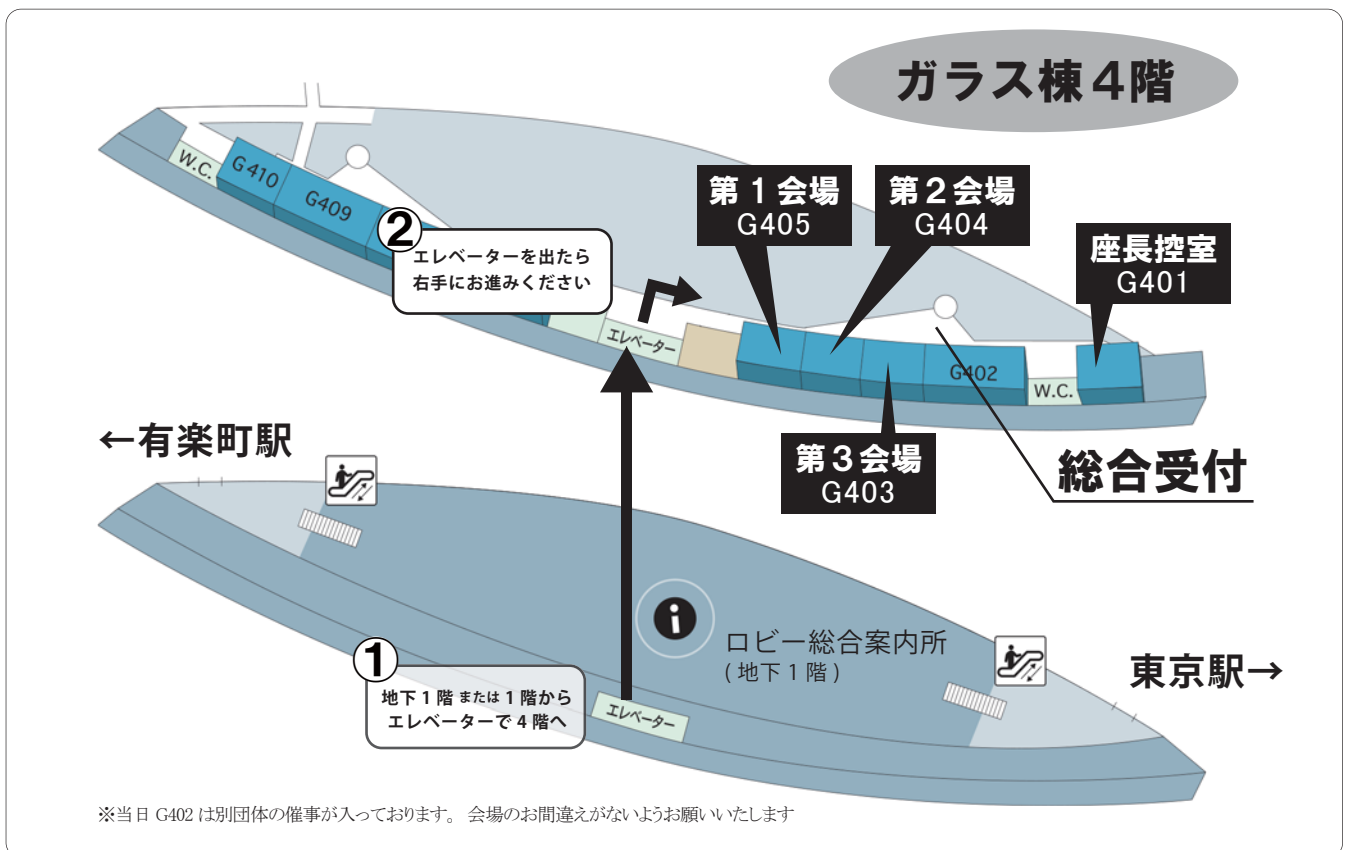 ガラス棟4階
W.C.
G410
G409
②
エレベーターを出たら
右手にお進みください
第1会場
G405
第2会場
G404
座長控室
G401
エレベーター
G402
W.C.
第3会場
G403
総合受付
←有楽町駅
ロビー総合案内所
(地下1階)
東京駅→
①
地下1階 または 1階から
エレベーターで4階へ
エレベーター
※当日 G402 は別団体の催事が入っております。 会場のお間違えがないようお願いいたします